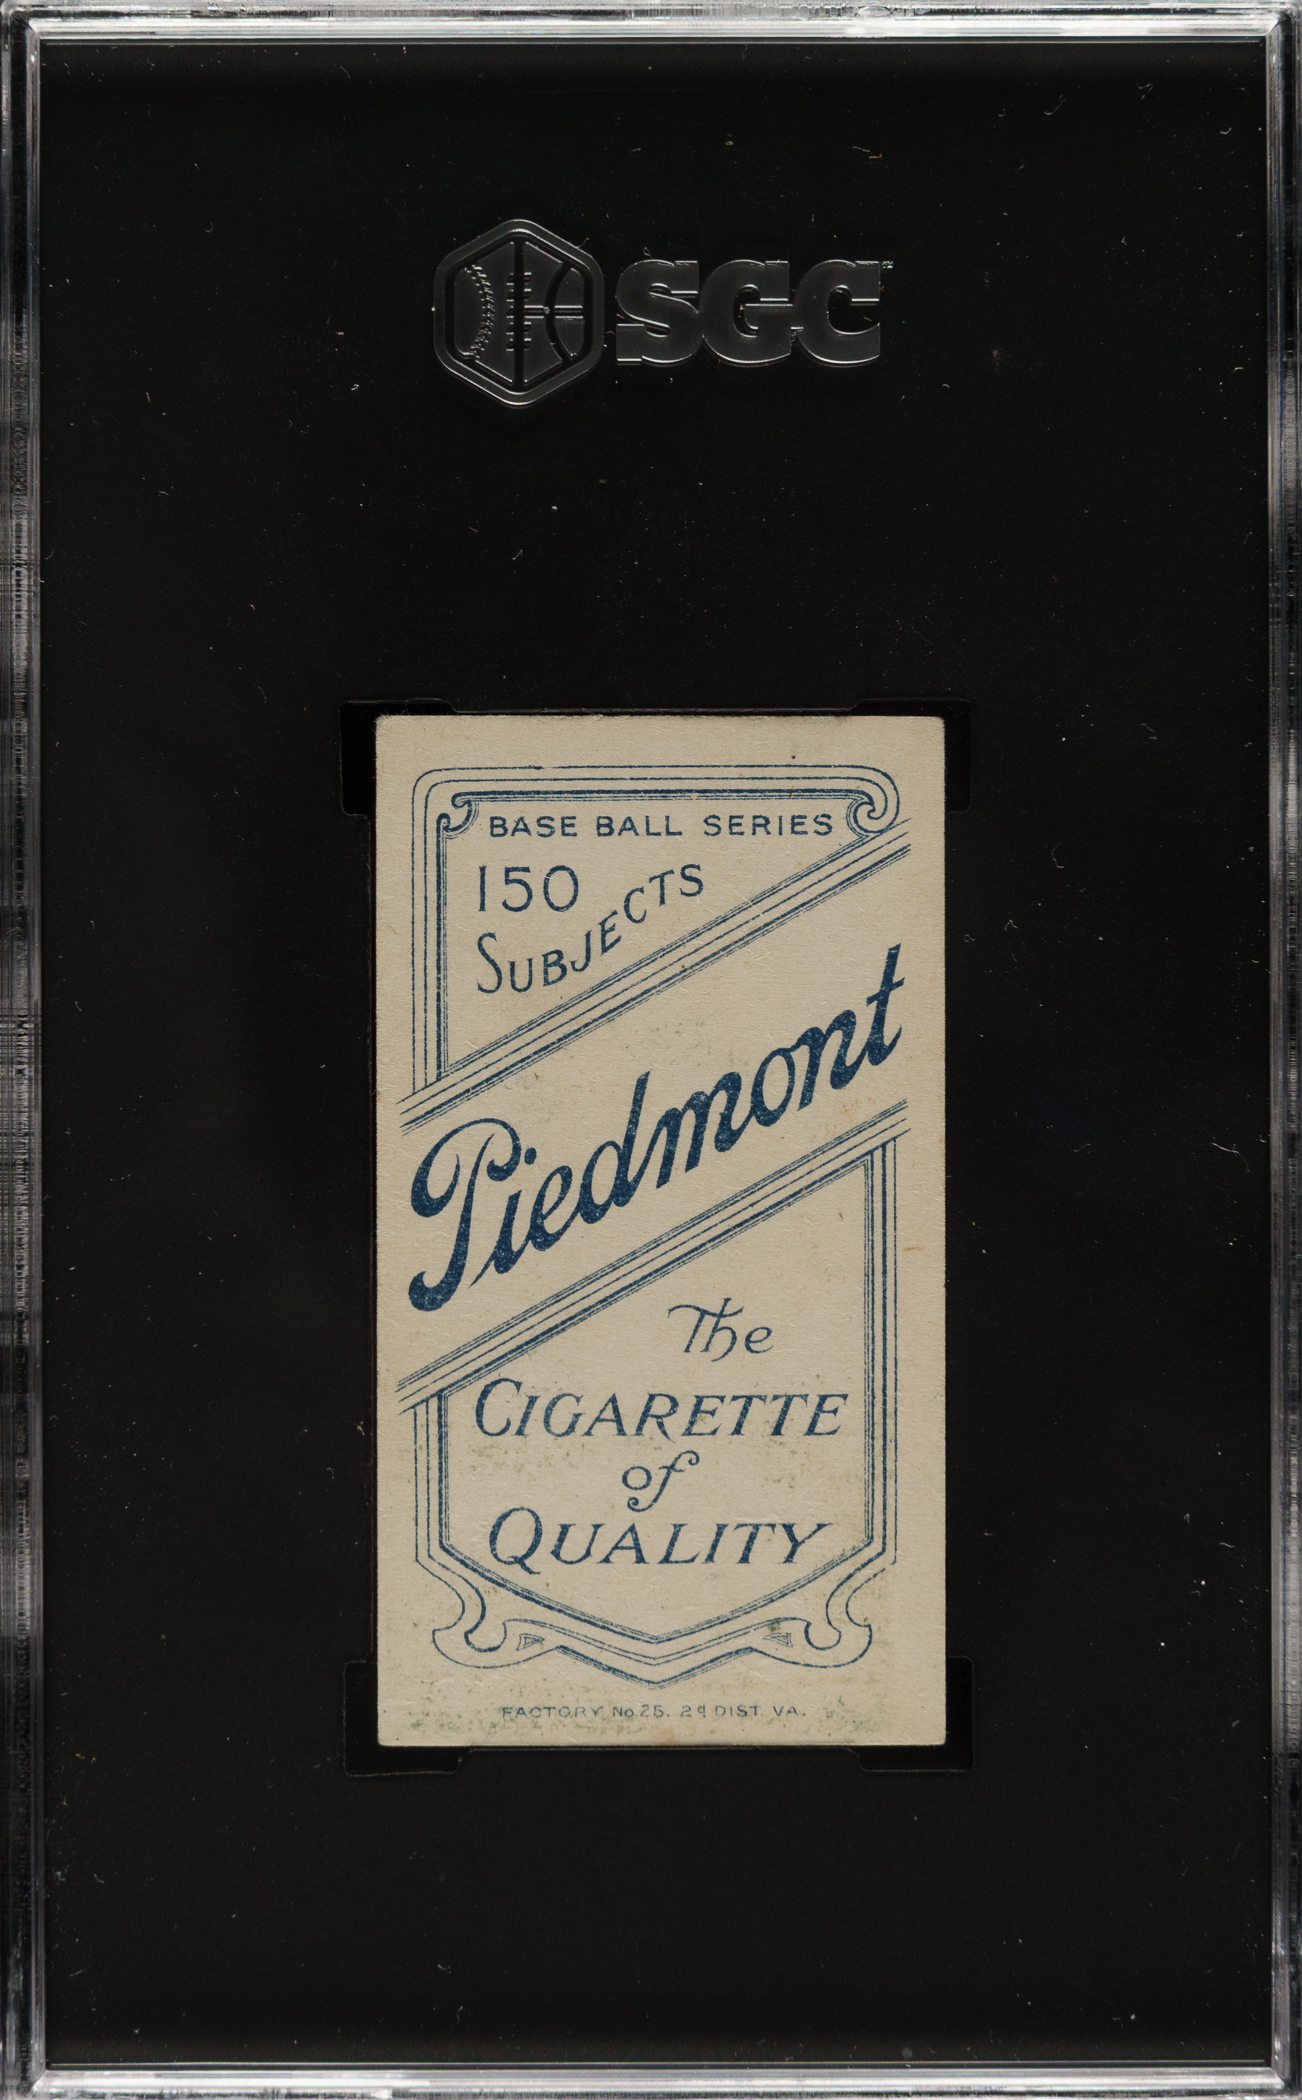 SGC
BASE BALL SERIES
150
SUBJECTS
Piedmont
The
CIGARETTE
of
QUALITY
FACTORY No. 25. 2d DIST. VA.